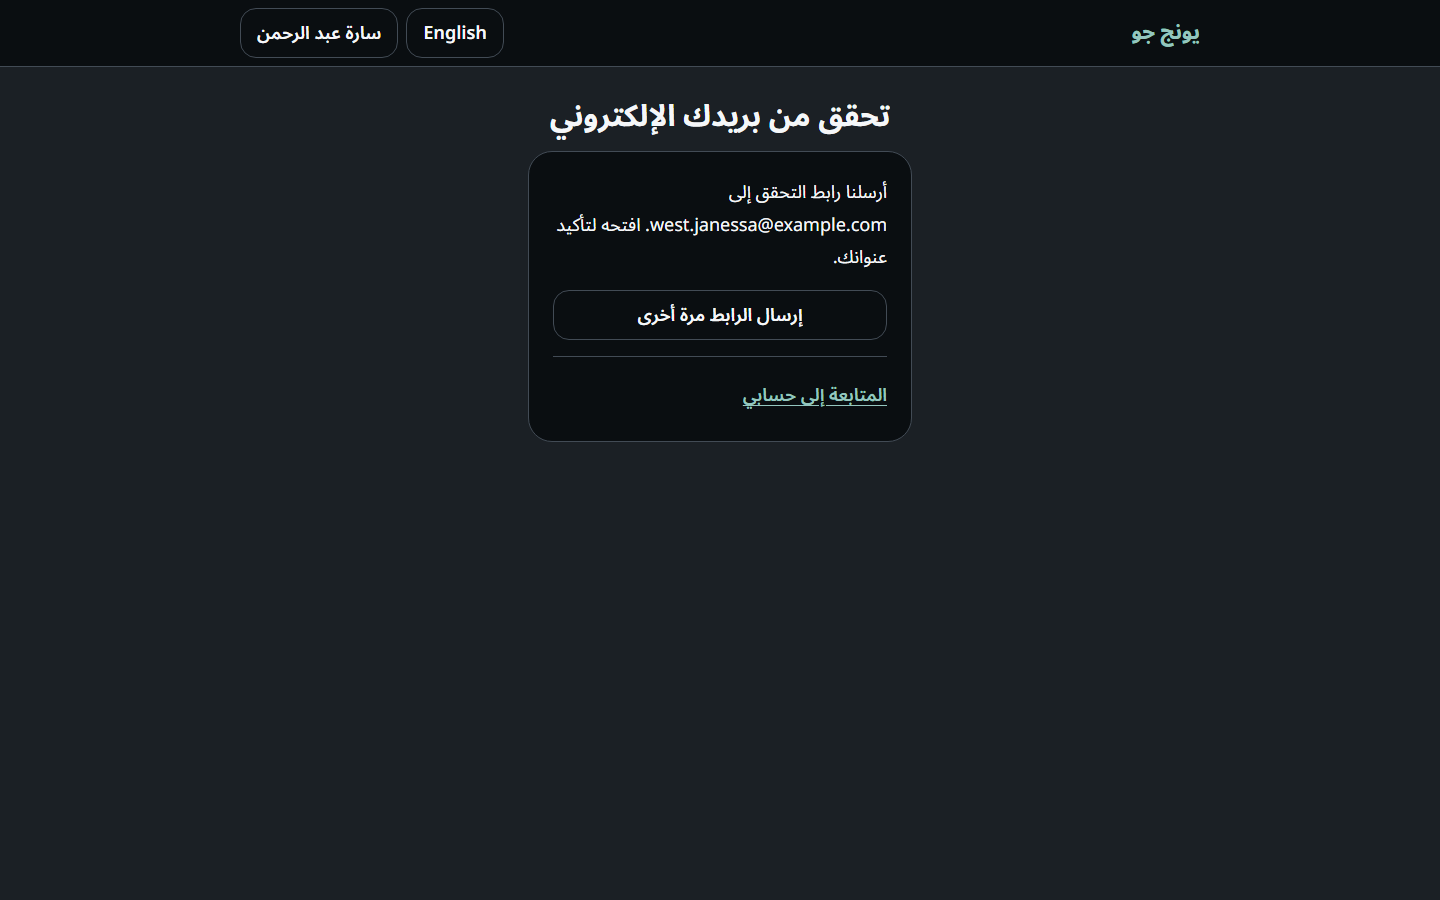 يونج جو
English
سارة عبد الرحمن
تحقق من بريدك الإلكتروني
أرسلنا رابط التحقق إلى
west.janessa@example.com. افتحه لتأكيد
عنوانك.
إرسال الرابط مرة أخرى
المتابعة إلى حسابي